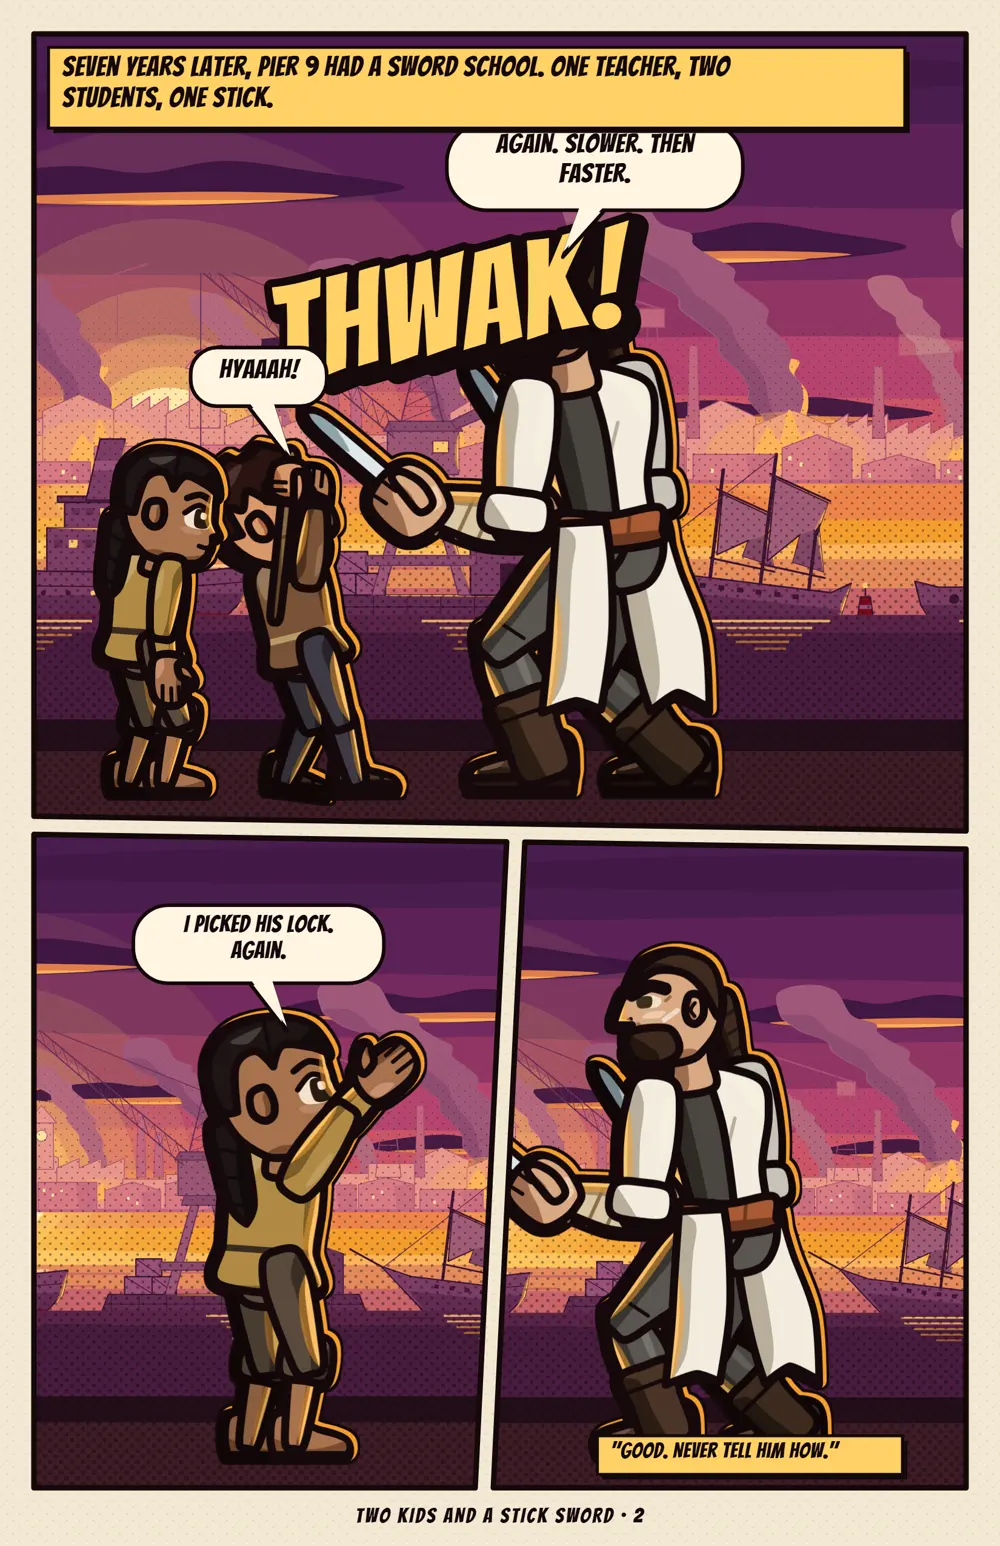 SEVEN YEARS LATER, PIER 9 HAD A SWORD SCHOOL. ONE TEACHER, TWO
STUDENTS, ONE STICK.
AGAIN. SLOWER. THEN
FASTER.
THWAK!
HYAAAH!
I PICKED HIS LOCK.
AGAIN.
"GOOD. NEVER TELL HIM HOW."
TWO KIDS AND A STICK SWORD · 2